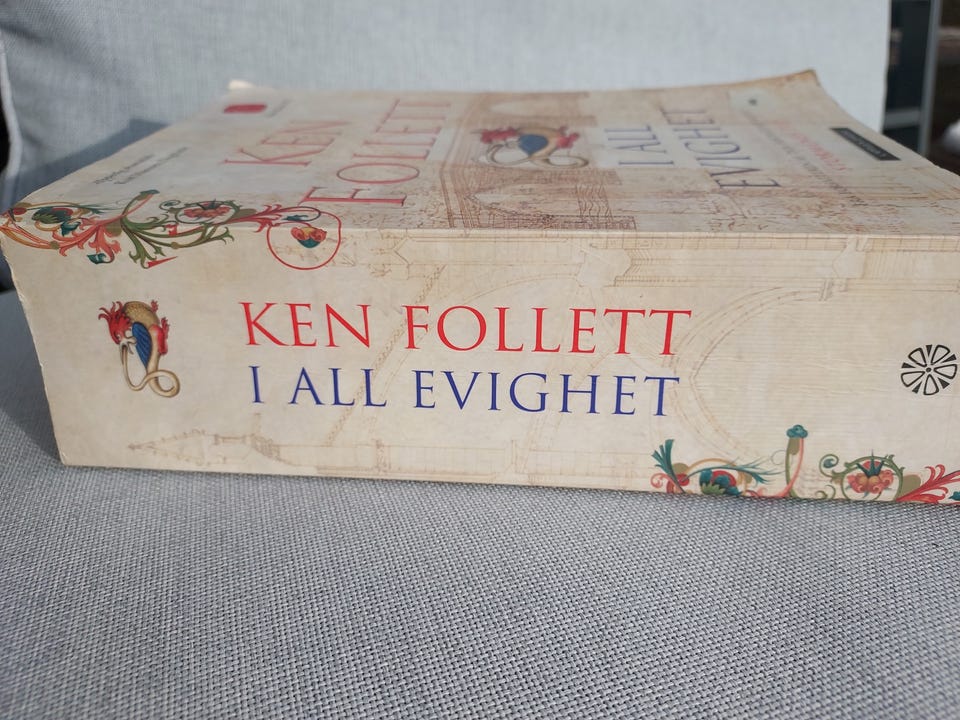 KEN
FOLLETT
I ALL
EVIGHET
KEN FOLLETT
I ALL EVIGHET